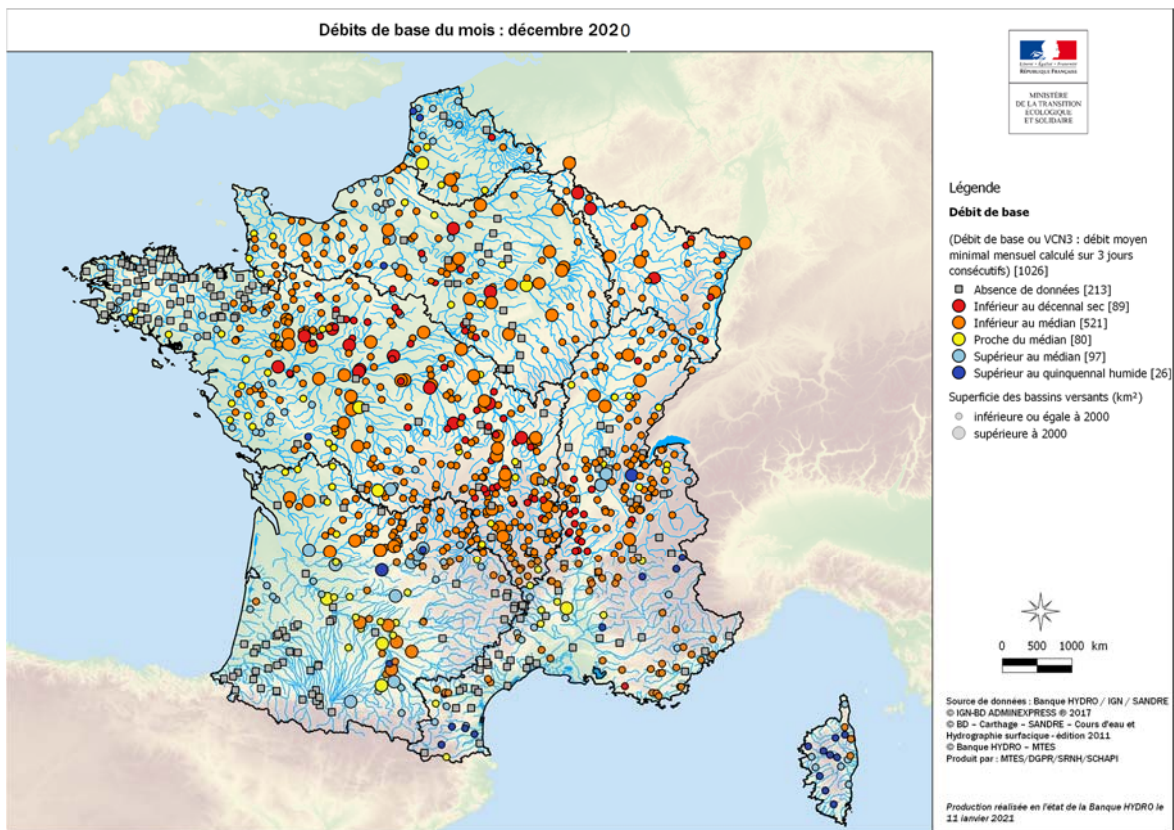 Débits de base du mois : décembre 2020
Liberté • Égalité • Fraternité
RÉPUBLIQUE FRANÇAISE
MINISTÈRE
DE LA TRANSITION
ÉCOLOGIQUE
ET SOLIDAIRE
Légende
Débit de base
(Débit de base ou VCN3 : débit moyen
minimal mensuel calculé sur 3 jours
consécutifs) [1026]
Absence de données [213]
Inférieur au décennal sec [89]
Inférieur au médian [521]
Proche du médian [80]
Supérieur au médian [97]
Supérieur au quinquennal humide [26]
Superficie des bassins versants (km²)
inférieure ou égale à 2000
supérieure à 2000
0 500 1000 km
Source de données : Banque HYDRO / IGN / SANDRE
© IGN-BD ADMINEXPRESS ® 2017
© BD – Carthage – SANDRE – Cours d'eau et
Hydrographie surfacique - édition 2011
© Banque HYDRO – MTES
Produit par : MTES/DGPR/SRNH/SCHAPI
Production réalisée en l'état de la Banque HYDRO le
11 janvier 2021